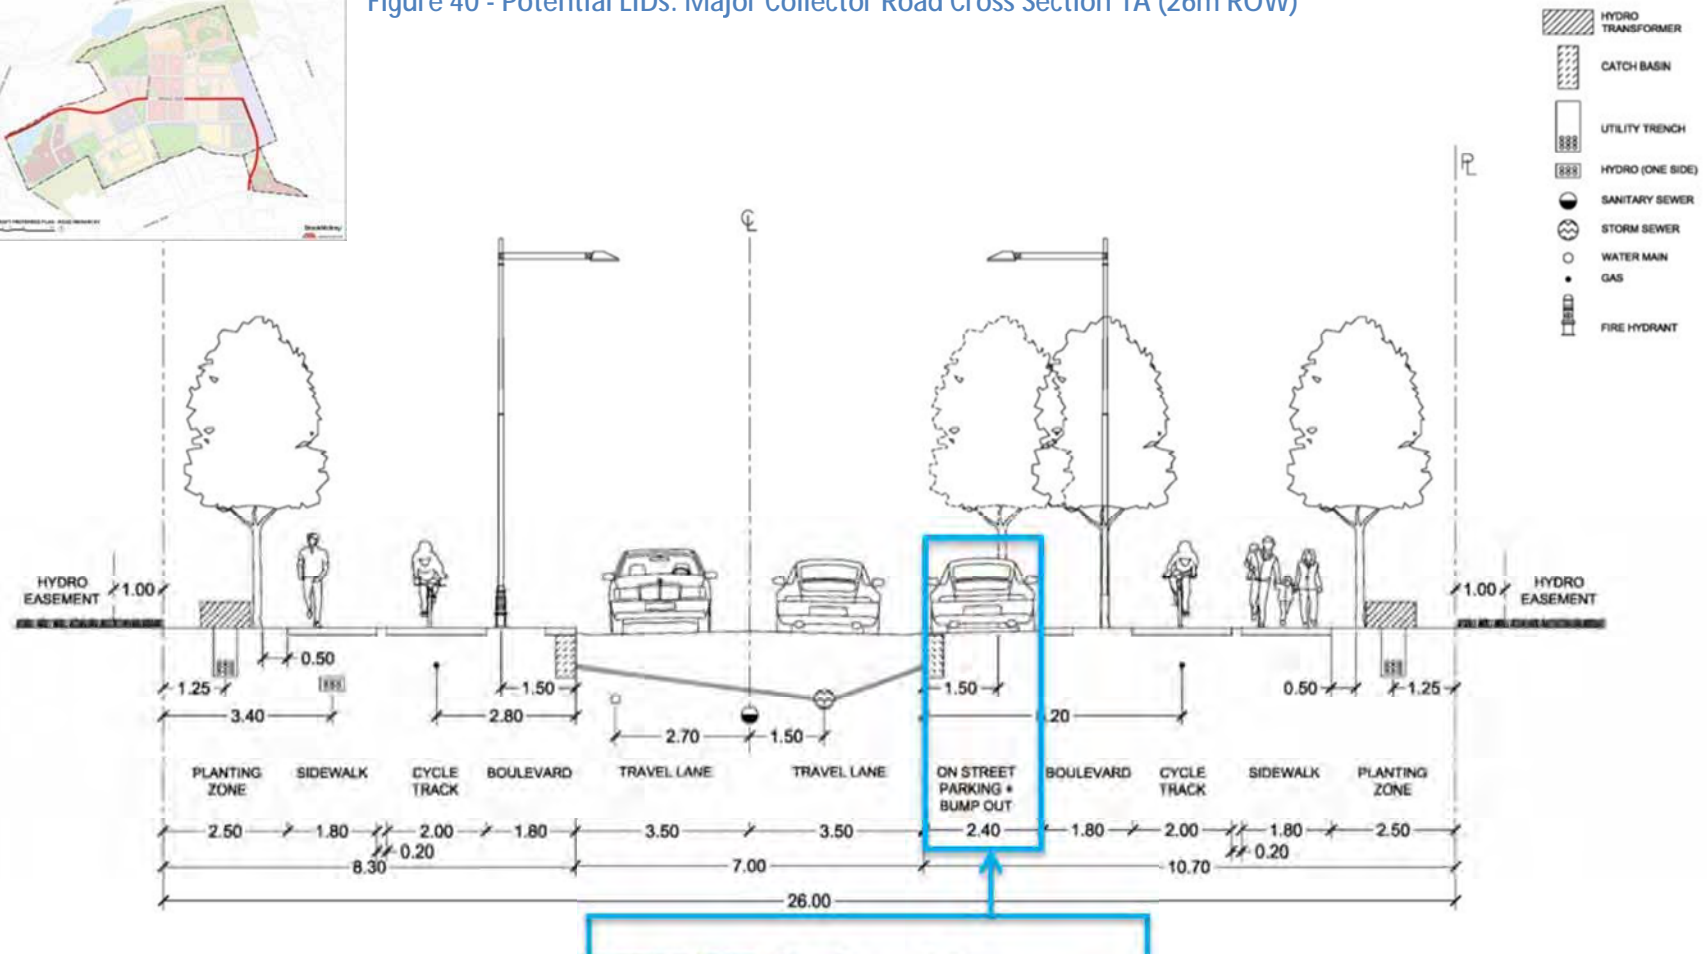 Figure 40 - Potential LIDs: Major Collector Road Cross Section 1A (26m ROW)
HYDRO
TRANSFORMER
CATCH BASIN
UTILITY TRENCH
HYDRO (ONE SIDE)
SANITARY SEWER
STORM SEWER
WATER MAIN
GAS
FIRE HYDRANT
PL
CL
HYDRO
EASEMENT
1.00
1.00
HYDRO
EASEMENT
0.50
1.25
1.50
3.40
2.80
2.70
1.50
1.50
0.50
1.25
PLANTING
ZONE
SIDEWALK
CYCLE
TRACK
BOULEVARD
TRAVEL LANE
TRAVEL LANE
ON STREET
PARKING +
BUMP OUT
BOULEVARD
CYCLE
TRACK
SIDEWALK
PLANTING
ZONE
2.50
1.80
2.00
1.80
3.50
3.50
2.40
1.80
2.00
1.80
2.50
0.20
0.20
8.30
7.00
10.70
26.00